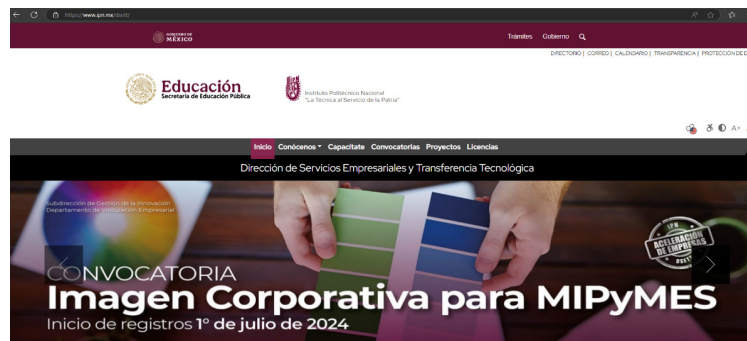 https://www.ipn.mx/dsett/
GOBIERNO DE
MÉXICO
Trámites Gobierno
DIRECTORIO | CORREO | CALENDARIO | TRANSPARENCIA | PROTECCIÓN DE D
Educación
Secretaría de Educación Pública
Instituto Politécnico Nacional
"La Técnica al Servicio de la Patria"
A+
Inicio Conócenos Capacítate Convocatorias Proyectos Licencias
Dirección de Servicios Empresariales y Transferencia Tecnológica
Subdirección de Gestión de la Innovación
Departamento de Vinculación Empresarial
IPN
ACELERACIÓN
DE EMPRESAS
DSETT
CONVOCATORIA
Imagen Corporativa para MIPyMES
Inicio de registros 1° de julio de 2024